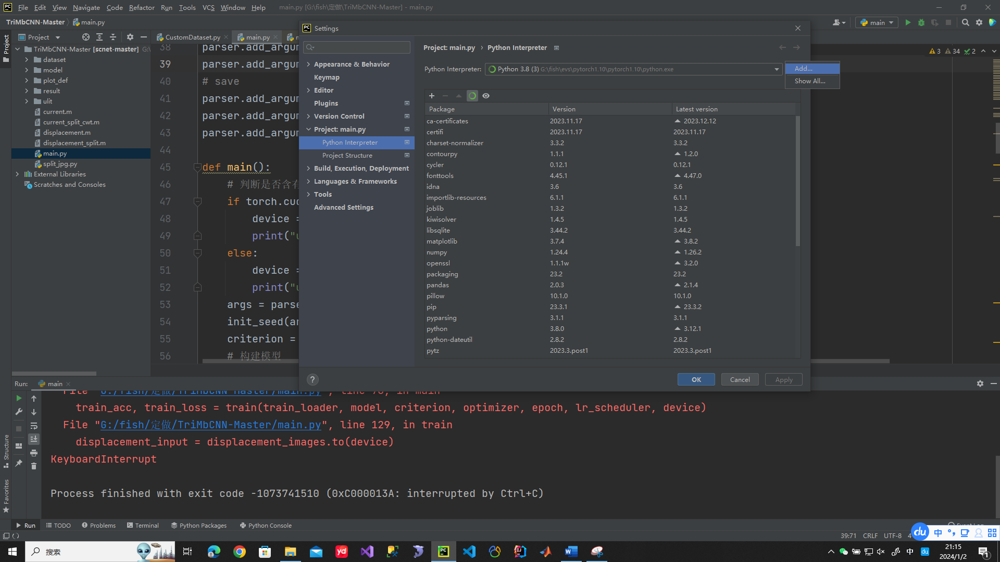 File Edit View Navigate Code Refactor Run Tools VCS Window Help main.py [G:\fish\定做\TriMbCNN-Master] - main.py
TriMbCNN-Master main.py
main
Project
Project
CustomDataset.py
main.py
TriMbCNN-Master [scnet-master] G:\
dataset
model
plot_def
result
ulit
current.m
current_split_cwt.m
displacement.m
displacement_split.m
main.py
split_jpg.py
External Libraries
Scratches and Consoles
38 parser.add_argum
39 parser.add_argum
40 # save
41 parser.add_argum
42 parser.add_argum
43 parser.add_argum
44
45 def main():
46 # 判断是否含有
47 if torch.cud
48 device =
49 print("u
50 else:
51 device =
52 print("u
53 args = parse
54 init_seed(ar
55 criterion =
56 # 构建模型
3 34 2
Settings
Appearance & Behavior
Keymap
Editor
Plugins
Version Control
Project: main.py
Python Interpreter
Project Structure
Build, Execution, Deployment
Languages & Frameworks
Tools
Advanced Settings
Project: main.py › Python Interpreter
Python Interpreter: Python 3.8 (3) G:\fish\evs\pytorch1.10\pytorch1.10\python.exe
Add...
Show All...
Package Version Latest version
ca-certificates 2023.11.17 2023.12.12
certifi 2023.11.17 2023.11.17
charset-normalizer 3.3.2 3.3.2
contourpy 1.1.1 1.2.0
cycler 0.12.1 0.12.1
fonttools 4.45.1 4.47.0
idna 3.6 3.6
importlib-resources 6.1.1 6.1.1
joblib 1.3.2 1.3.2
kiwisolver 1.4.5 1.4.5
libsqlite 3.44.2 3.44.2
matplotlib 3.7.4 3.8.2
numpy 1.24.4 1.26.2
openssl 1.1.1w 3.2.0
packaging 23.2 23.2
pandas 2.0.3 2.1.4
pillow 10.1.0 10.1.0
pip 23.3.1 23.3.2
pyparsing 3.1.1 3.1.1
python 3.8.0 3.12.1
python-dateutil 2.8.2 2.8.2
pytz 2023.3.post1 2023.3.post1
? OK Cancel Apply
Run: main
File "G:/fish/定做/TriMbCNN-Master/main.py", line 78, in main
train_acc, train_loss = train(train_loader, model, criterion, optimizer, epoch, lr_scheduler, device)
File "G:/fish/定做/TriMbCNN-Master/main.py", line 129, in train
displacement_input = displacement_images.to(device)
KeyboardInterrupt
Process finished with exit code -1073741510 (0xC000013A: interrupted by Ctrl+C)
Structure
Favorites
Run TODO Problems Terminal Python Packages Python Console
39:71 CRLF UTF-8 4
du 中
搜索
yd
中 du
21:15
2024/1/2
1